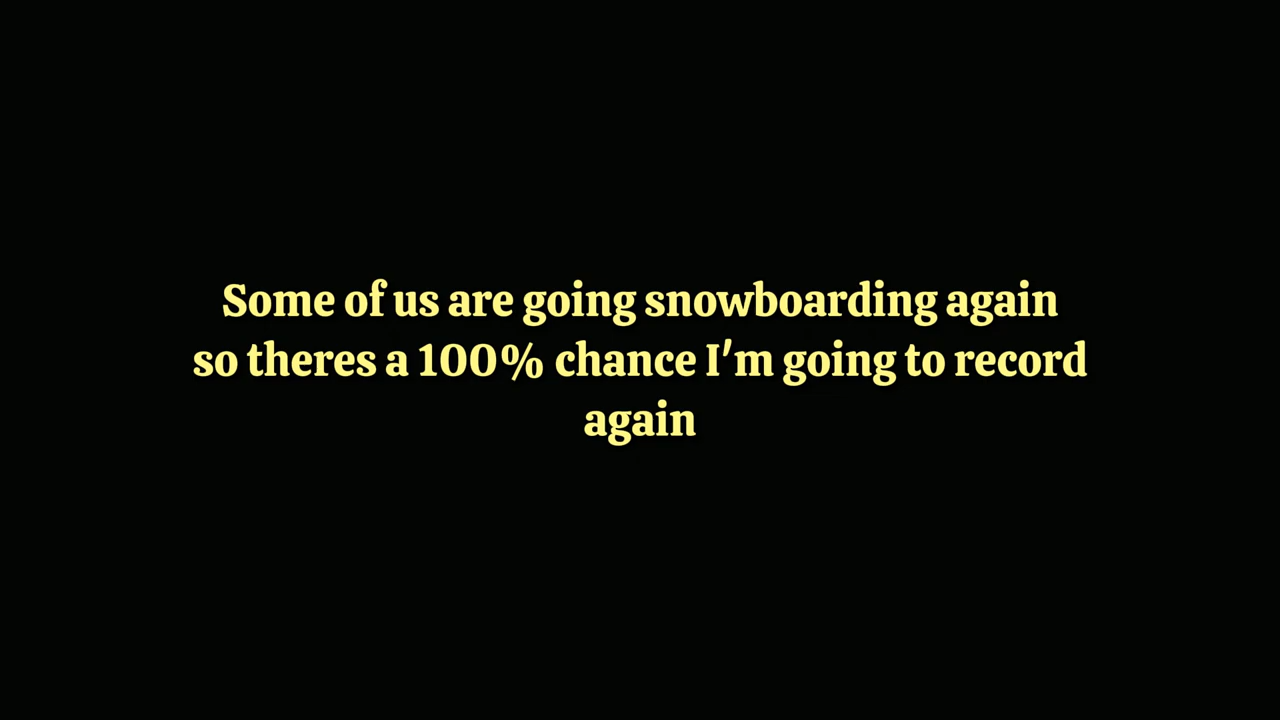 Some of us are going snowboarding again
so theres a 100% chance I'm going to record
again